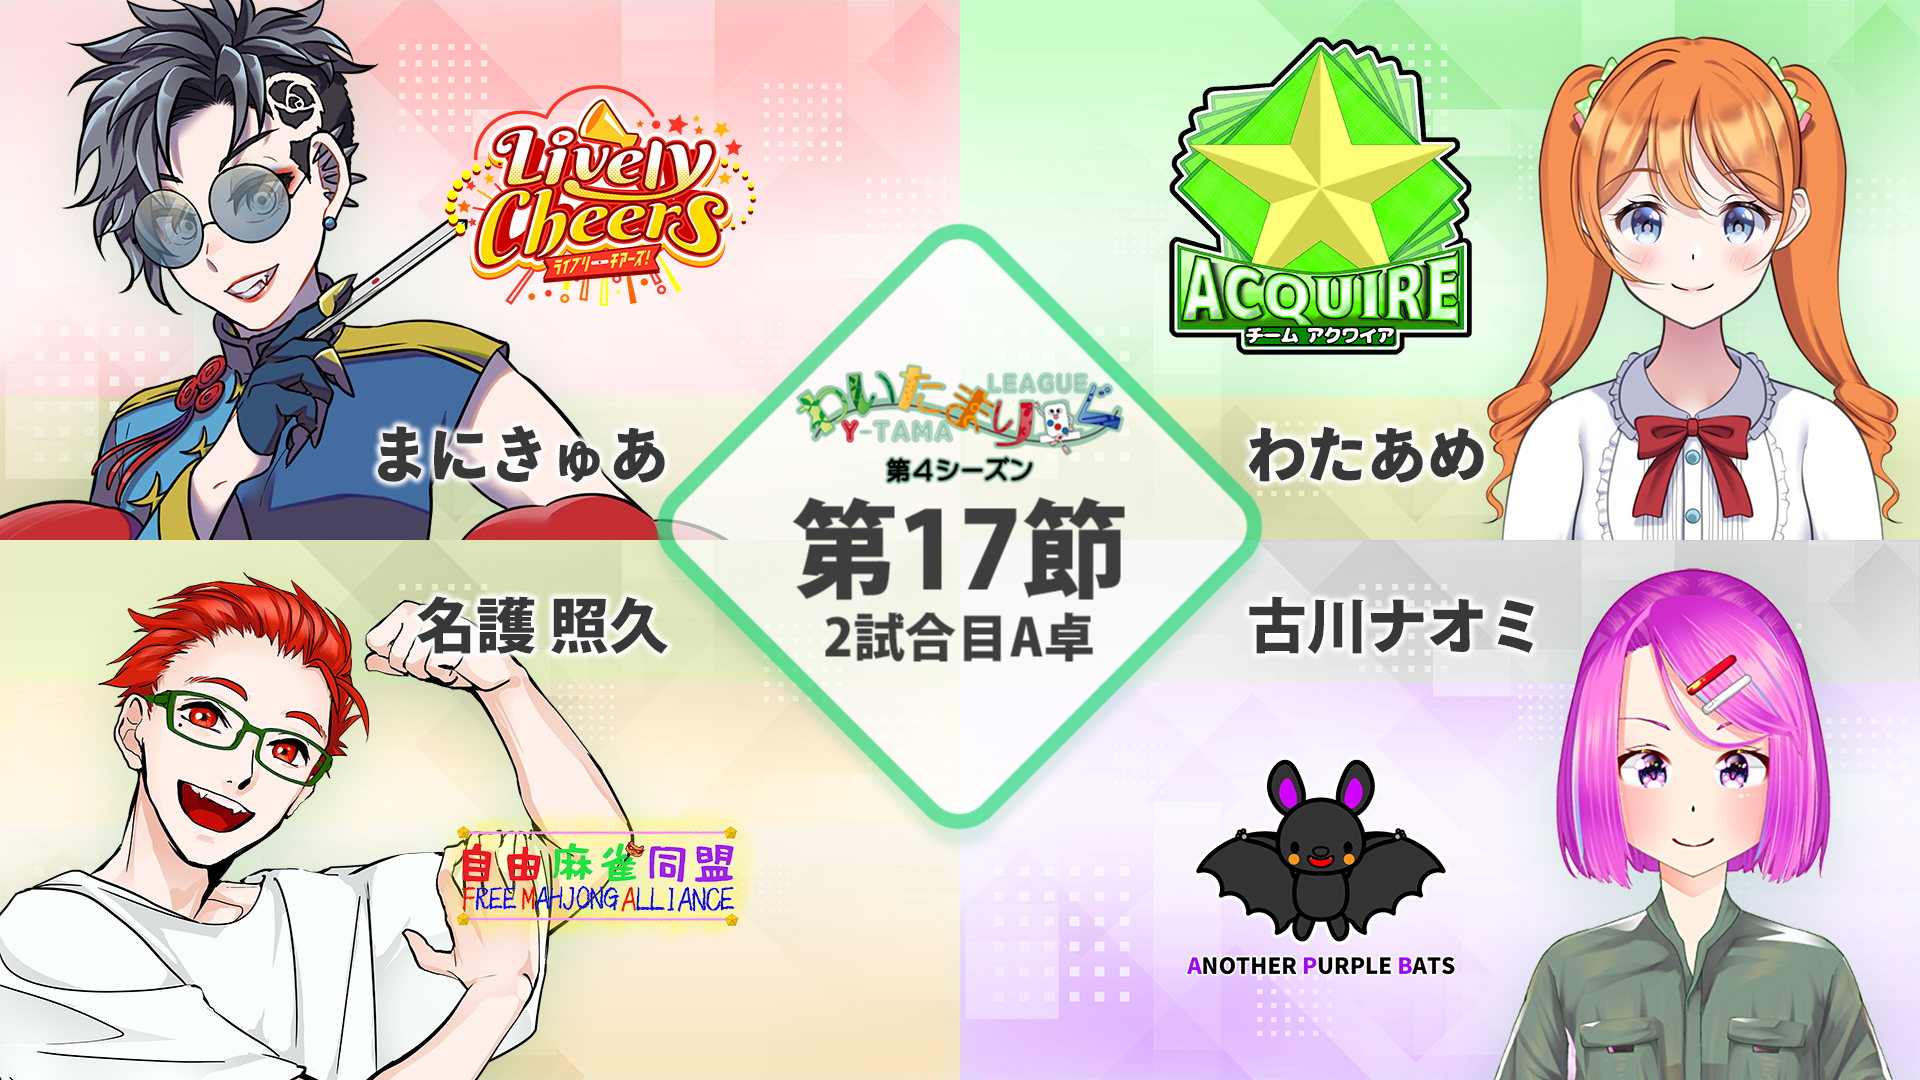 Lively
Cheers
ライブリーチアーズ!
まにきゅあ
ACQUIRE
チーム アクワイア
わたあめ
わいたまりーぐ
LEAGUE
Y-TAMA
第4シーズン
第17節
2試合目A卓
名護 照久
自由麻雀同盟
FREE MAHJONG ALLIANCE
古川ナオミ
ANOTHER PURPLE BATS